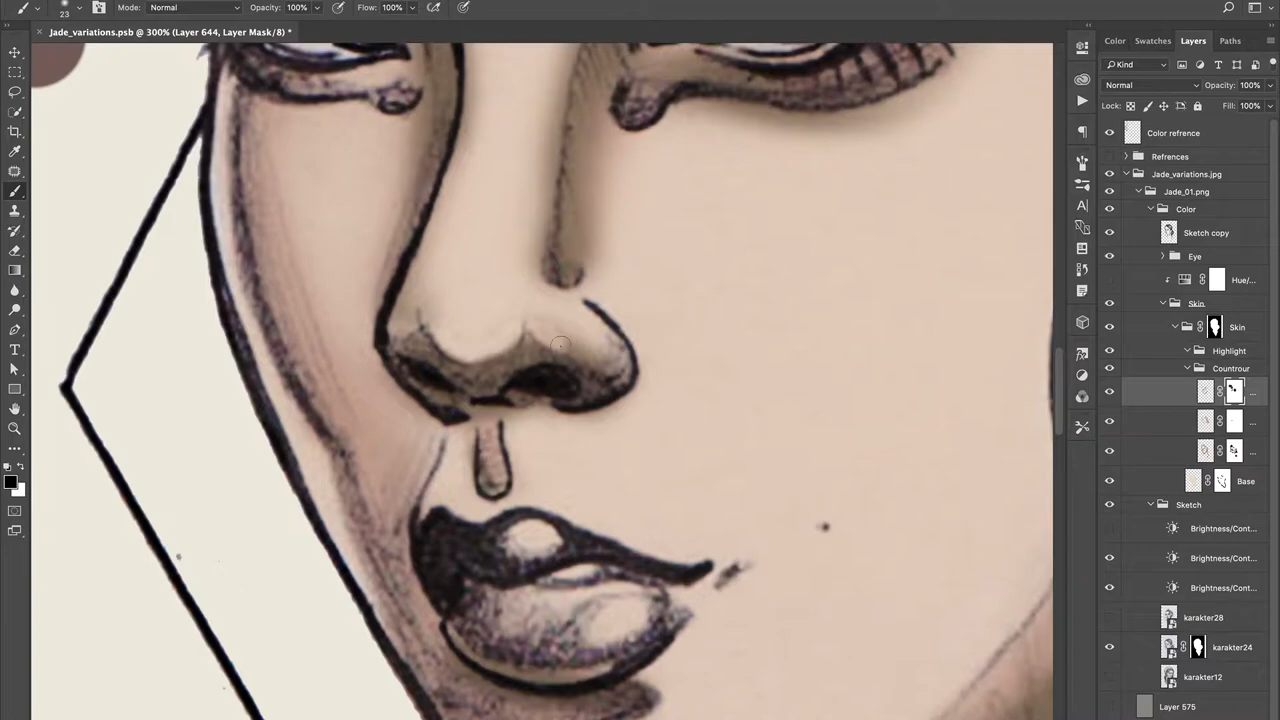 23
Mode: Normal
Opacity: 100%
Flow: 100%
× Jade_variations.psb @ 300% (Layer 644, Layer Mask/8) *
Color Swatches Layers Paths
Kind
Normal
Opacity: 100%
Lock:
Fill: 100%
Color refrence
Refrences
Jade_variations.jpg
Jade_01.png
Color
Sketch copy
Eye
Hue/...
Skin
Skin
Highlight
Countrour
...
...
...
Base
Sketch
Brightness/Cont...
Brightness/Cont...
Brightness/Cont...
karakter28
karakter24
karakter12
Layer 575